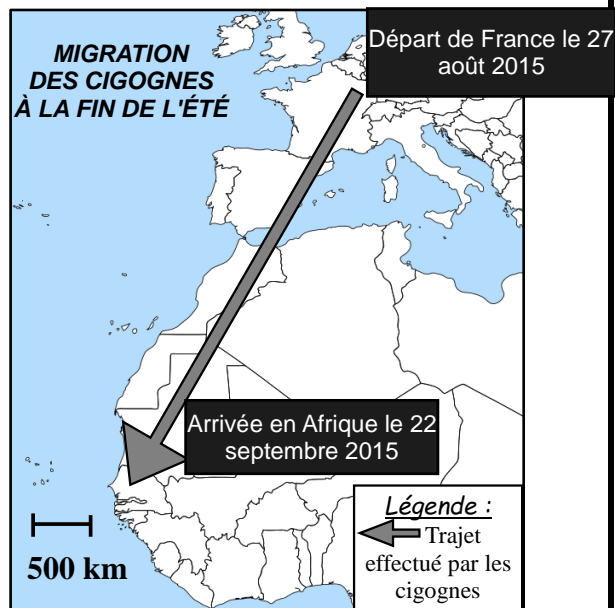 MIGRATION
DES CIGOGNES
À LA FIN DE L'ÉTÉ
Départ de France le 27
août 2015
Arrivée en Afrique le 22
septembre 2015
500 km
Légende :
Trajet
effectué par les
cigognes